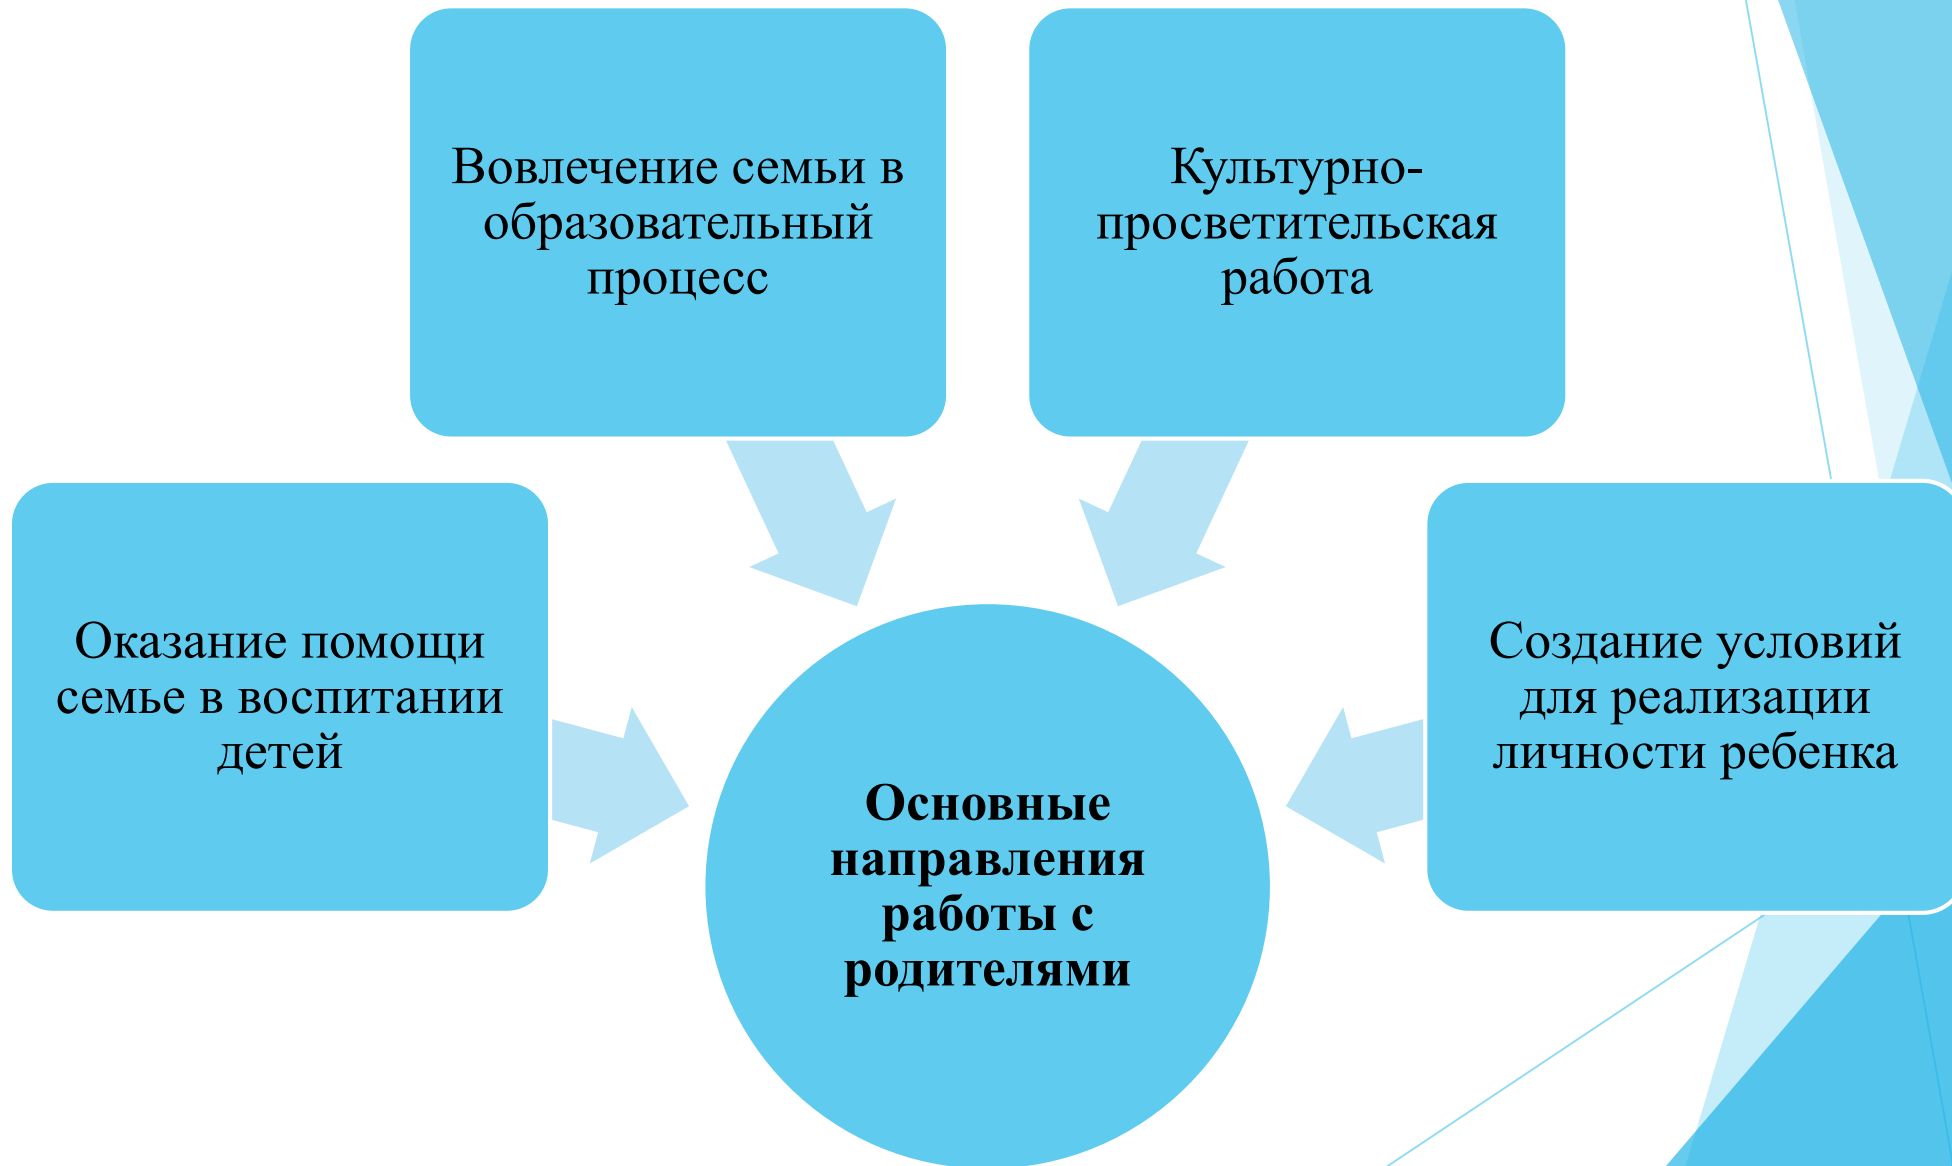 Вовлечение семьи в
образовательный
процесс
Культурно-
просветительская
работа
Оказание помощи
семье в воспитании
детей
Создание условий
для реализации
личности ребенка
Основные
направления
работы с
родителями